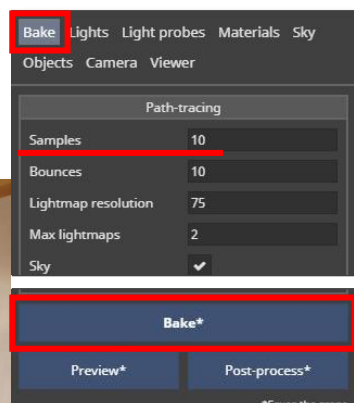 Bake Lights Light probes Materials Sky
Objects Camera Viewer
Path-tracing
Samples 10
Bounces 10
Lightmap resolution 75
Max lightmaps 2
Sky
Bake*
Preview* Post-process*